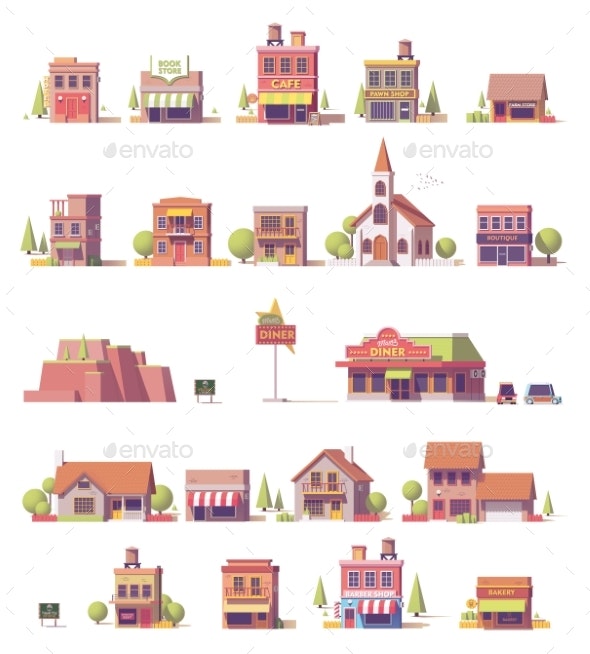 BOOK
STORE
CAFE
PAWN SHOP
FARM STORE
envato
envato
BOUTIQUE
DINER
DINER
envato
envato
BARBER SHOP
BAKERY